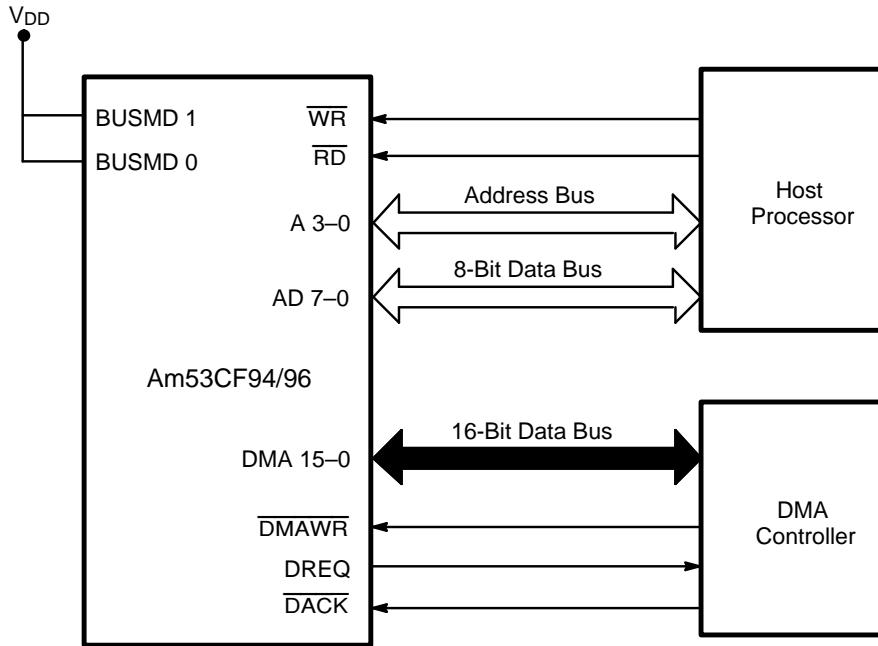 VDD
BUSMD 1
BUSMD 0
WR
RD
A 3–0
AD 7–0
Am53CF94/96
DMA 15–0
DMAWR
DREQ
DACK
Address Bus
8-Bit Data Bus
16-Bit Data Bus
Host
Processor
DMA
Controller